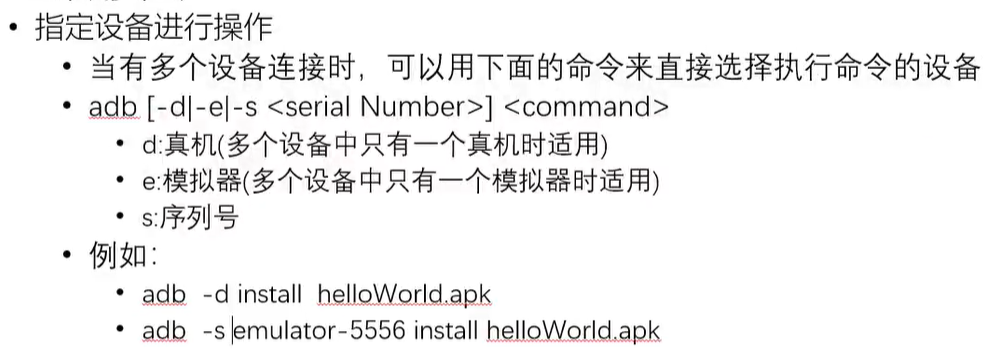 • 指定设备进行操作
• 当有多个设备连接时，可以用下面的命令来直接选择执行命令的设备
• adb [-d|-e|-s <serial Number>] <command>
• d:真机(多个设备中只有一个真机时适用)
• e:模拟器(多个设备中只有一个模拟器时适用)
• s:序列号
• 例如：
• adb -d install helloWorld.apk
• adb -s emulator-5556 install helloWorld.apk